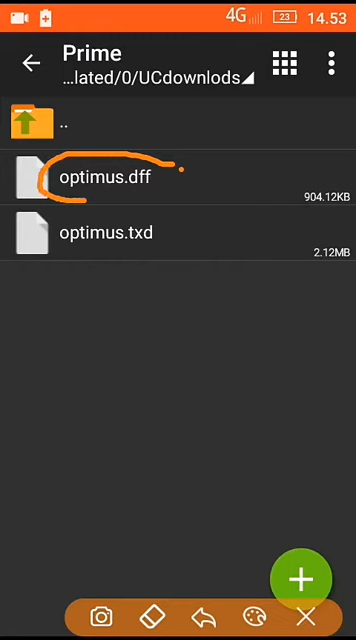 4G 23 14.53
Prime
...lated/0/UCdownlods
..
optimus.dff
904.12KB
optimus.txd
2.12MB